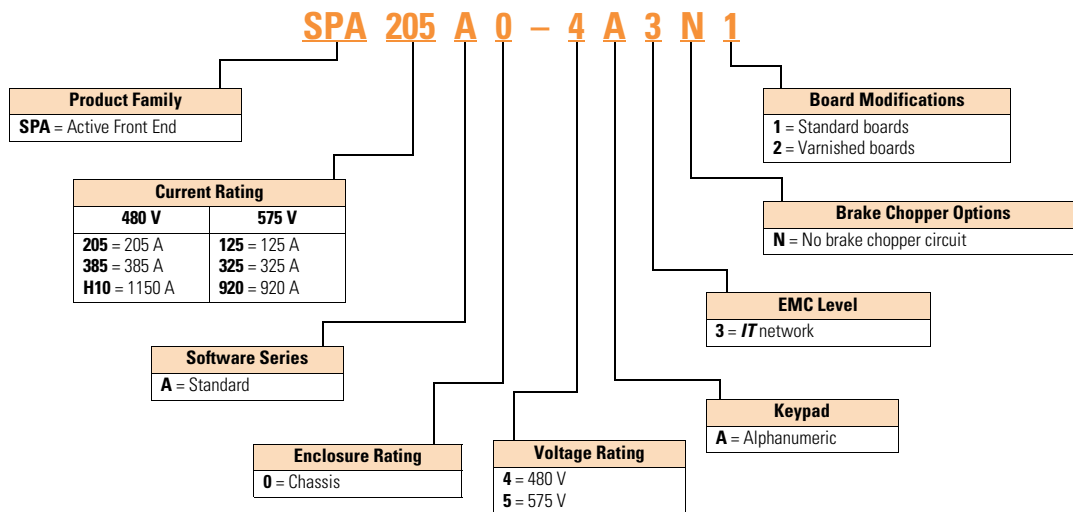 SPA 205 A 0 – 4 A 3 N 1
Product Family
SPA = Active Front End
Current Rating
480 V 575 V
205 = 205 A 125 = 125 A
385 = 385 A 325 = 325 A
H10 = 1150 A 920 = 920 A
Software Series
A = Standard
Enclosure Rating
0 = Chassis
Voltage Rating
4 = 480 V
5 = 575 V
Keypad
A = Alphanumeric
EMC Level
3 = IT network
Brake Chopper Options
N = No brake chopper circuit
Board Modifications
1 = Standard boards
2 = Varnished boards